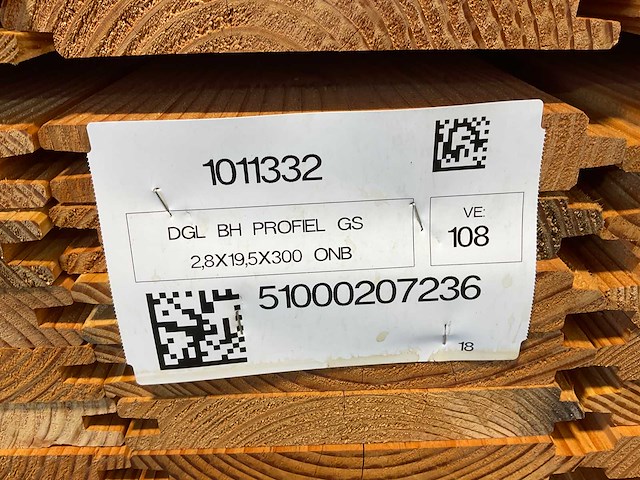 1011332
DGL BH PROFIEL GS
2,8X19,5X300 ONB
VE:
108
51000207236
18